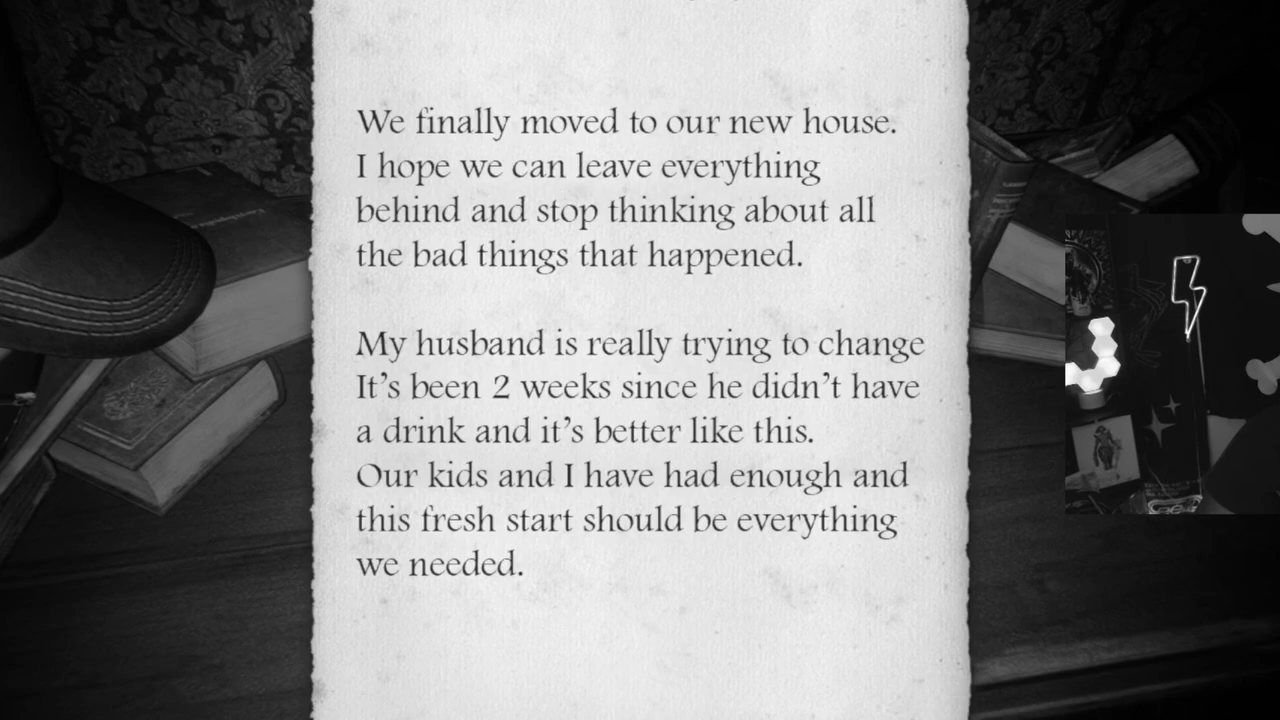 We finally moved to our new house.
I hope we can leave everything
behind and stop thinking about all
the bad things that happened.
My husband is really trying to change
It's been 2 weeks since he didn't have
a drink and it's better like this.
Our kids and I have had enough and
this fresh start should be everything
we needed.